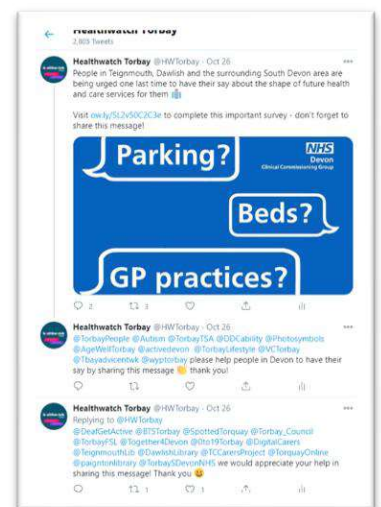 Healthwatch Torbay
2,803 Tweets
Healthwatch Torbay @HWTorbay · Oct 26
People in Teignmouth, Dawlish and the surrounding South Devon area are
being urged one last time to have their say about the shape of future health
and care services for them
Visit to complete this important survey - don't forget to
share this message!
Parking?
NHS
Devon
Clinical Commissioning Group
Beds?
GP practices?
2 3
Healthwatch Torbay @HWTorbay · Oct 26
@TorbayPeople @Autism @TorbayTSA @DDCability @Photosymbols
@AgeWellTorbay @activedevon @TorbayLifestyle @VCTorbay
@Tbayadvicentwk @wyptorbay please help people in Devon to have their
say by sharing this message thank you!
1
Healthwatch Torbay @HWTorbay · Oct 26
Replying to @HWTorbay
@DeafGetActive @BTSTorbay @SpottedTorquay @Torbay_Council
@TorbayFSL @Together4Devon @0to19Torbay @DigitalCarers
@TeignmouthLib @DawlishLibrary @TCCarersProject @TorquayOnline
@paigntonlibrary @TorbaySDevonNHS we would appreciate your help in
sharing this message! Thank you
1 1